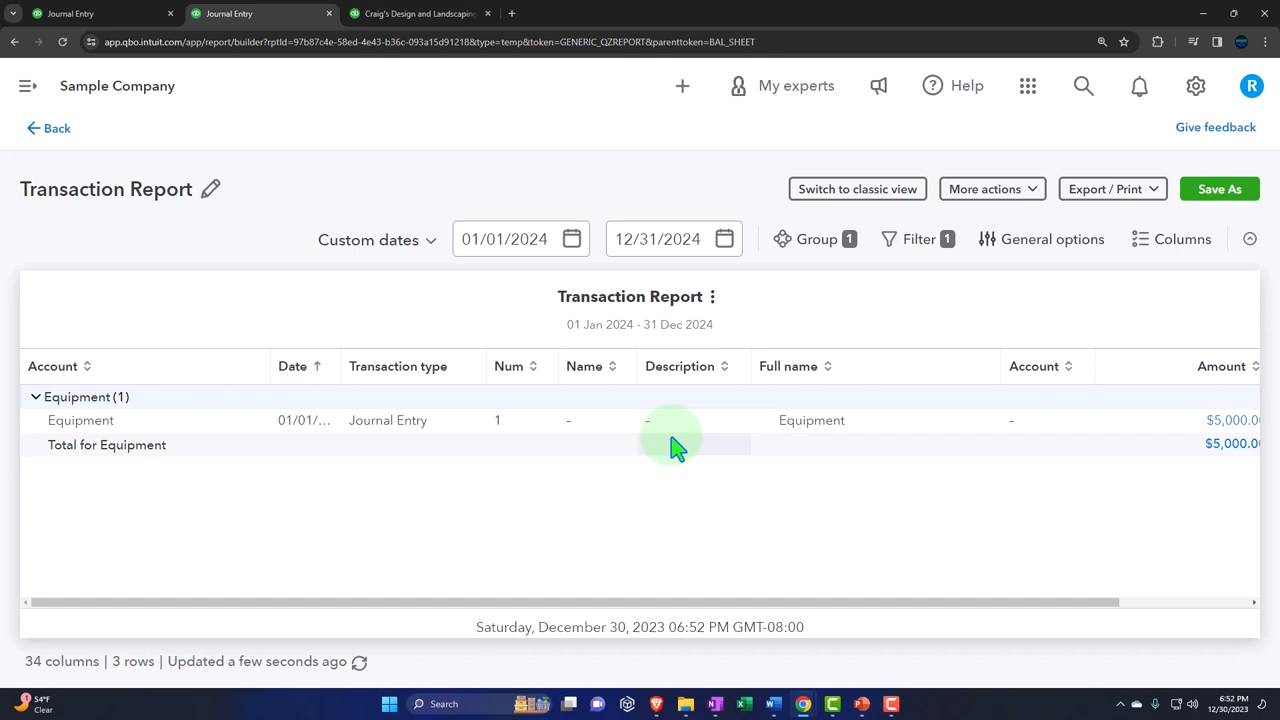 Journal Entry
Journal Entry
Craig's Design and Landscaping
app.qbo.intuit.com/app/report/builder?rptId=97b87c4e-58ed-4e43-b36c-093a15d91218&type=temp&token=GENERIC_QZREPORT&parenttoken=BAL_SHEET
Sample Company
My experts
Help
R
Back
Give feedback
Transaction Report
Switch to classic view
More actions
Export / Print
Save As
Custom dates
01/01/2024
12/31/2024
Group 1
Filter 1
General options
Columns
Transaction Report
01 Jan 2024 - 31 Dec 2024
Account Date Transaction type Num Name Description Full name Account Amount
Equipment (1)
Equipment 01/01/... Journal Entry 1 - - Equipment - $5,000.0
Total for Equipment $5,000.0
Saturday, December 30, 2023 06:52 PM GMT-08:00
34 columns | 3 rows | Updated a few seconds ago
54°F
Clear
Search
6:52 PM
12/30/2023